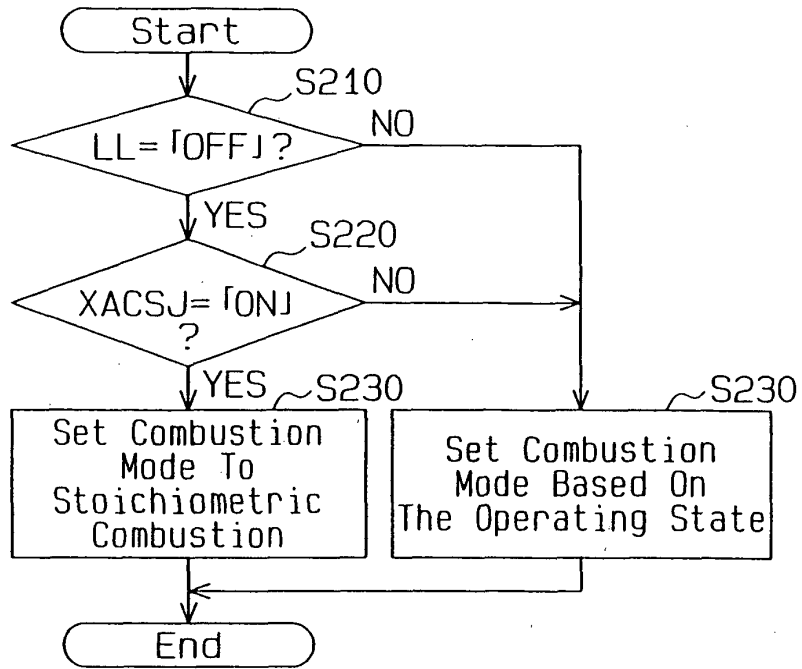 Start
S210
LL=「OFF」?
NO
YES
S220
XACSJ=「ON」
?
NO
YES
S230
Set Combustion
Mode To
Stoichiometric
Combustion
S230
Set Combustion
Mode Based On
The Operating State
End